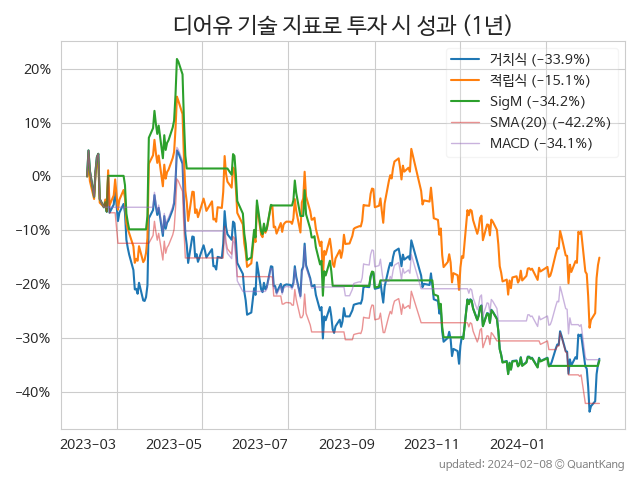 디어유 기술 지표로 투자 시 성과 (1년)
거치식 (−33.9%)
적립식 (−15.1%)
SigM (−34.2%)
SMA(20) (−42.2%)
MACD (−34.1%)
20%
10%
0%
−10%
−20%
−30%
−40%
2023-03 2023-05 2023-07 2023-09 2023-11 2024-01
updated: 2024-02-08 © QuantKang